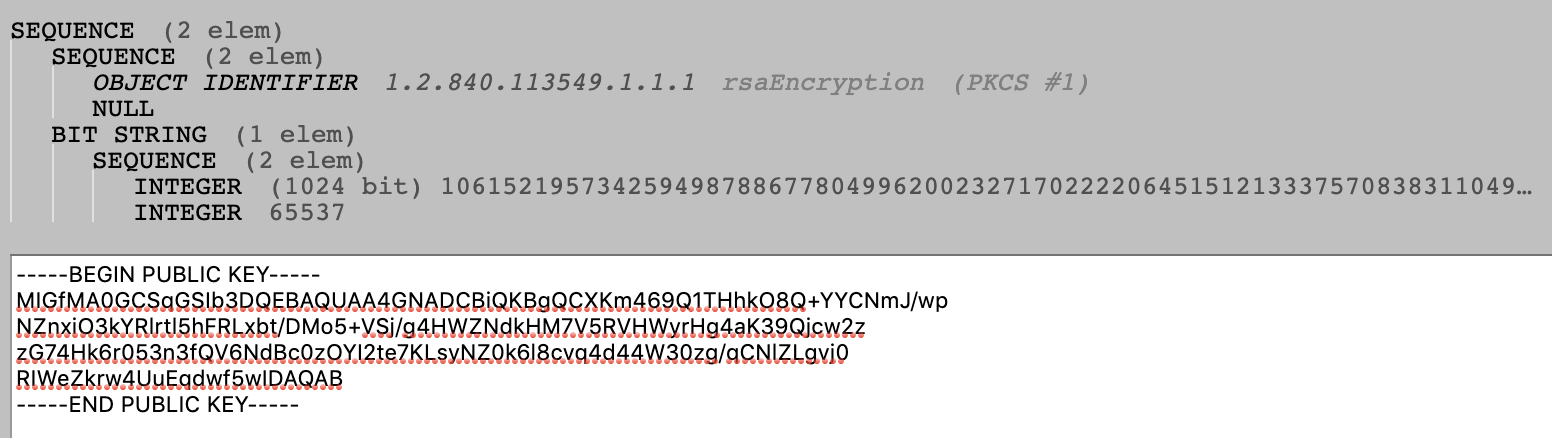 SEQUENCE (2 elem)
SEQUENCE (2 elem)
OBJECT IDENTIFIER 1.2.840.113549.1.1.1 rsaEncryption (PKCS #1)
NULL
BIT STRING (1 elem)
SEQUENCE (2 elem)
INTEGER (1024 bit) 106152195734259498788677804996200232717022220645151213337570838311049…
INTEGER 65537
-----BEGIN PUBLIC KEY-----
MIGfMA0GCSqGSIb3DQEBAQUAA4GNADCBiQKBgQCXKm469Q1THhkO8Q+YYCNmJ/wp
NZnxiO3kYRlrtI5hFRLxbt/DMo5+VSj/g4HWZNdkHM7V5RVHWyrHg4aK39Qjcw2z
zG74Hk6r053n3fQV6NdBc0zOYI2te7KLsyNZ0k6l8cvq4d44W30zg/qCNlZLgvj0
RIWeZkrw4UuEqdwf5wIDAQAB
-----END PUBLIC KEY-----